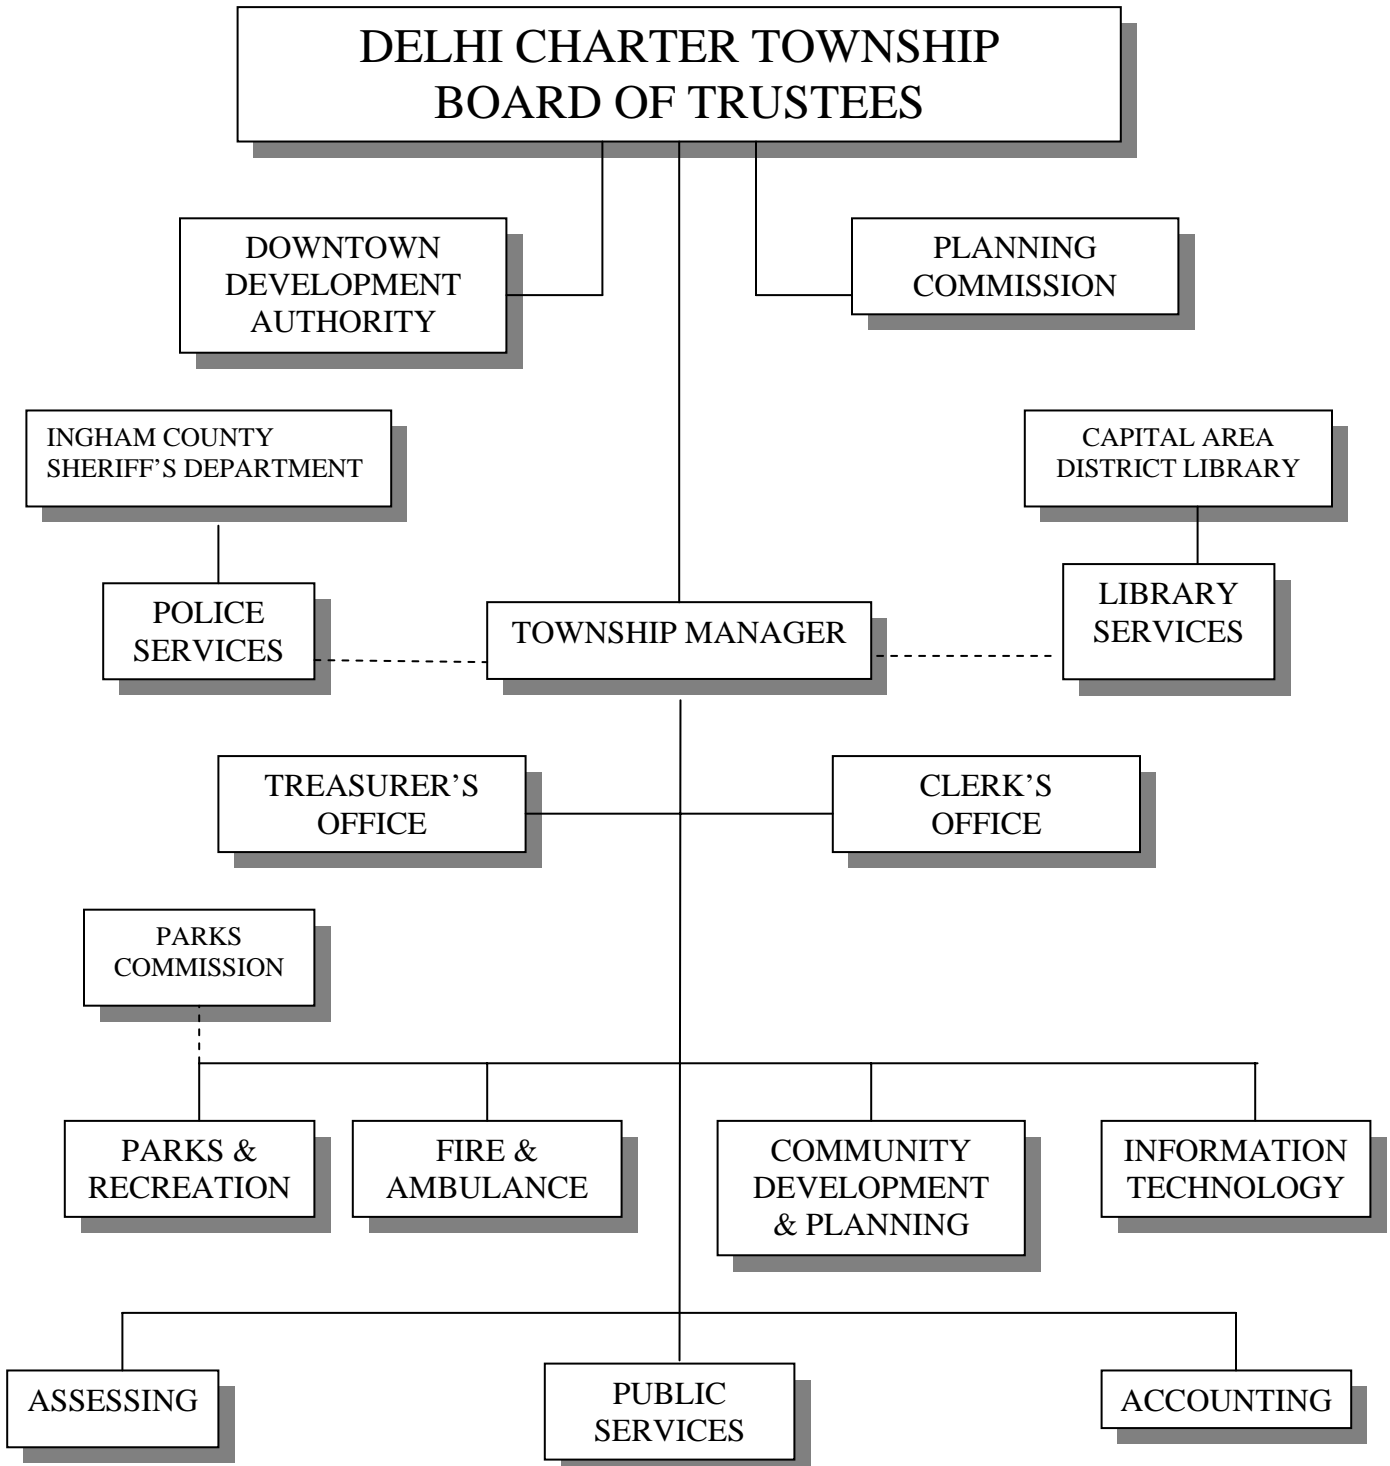 DELHI CHARTER TOWNSHIP
BOARD OF TRUSTEES
DOWNTOWN
DEVELOPMENT
AUTHORITY
PLANNING
COMMISSION
INGHAM COUNTY
SHERIFF’S DEPARTMENT
CAPITAL AREA
DISTRICT LIBRARY
POLICE
SERVICES
TOWNSHIP MANAGER
LIBRARY
SERVICES
TREASURER’S
OFFICE
CLERK’S
OFFICE
PARKS
COMMISSION
PARKS &
RECREATION
FIRE &
AMBULANCE
COMMUNITY
DEVELOPMENT
& PLANNING
INFORMATION
TECHNOLOGY
ASSESSING
PUBLIC
SERVICES
ACCOUNTING